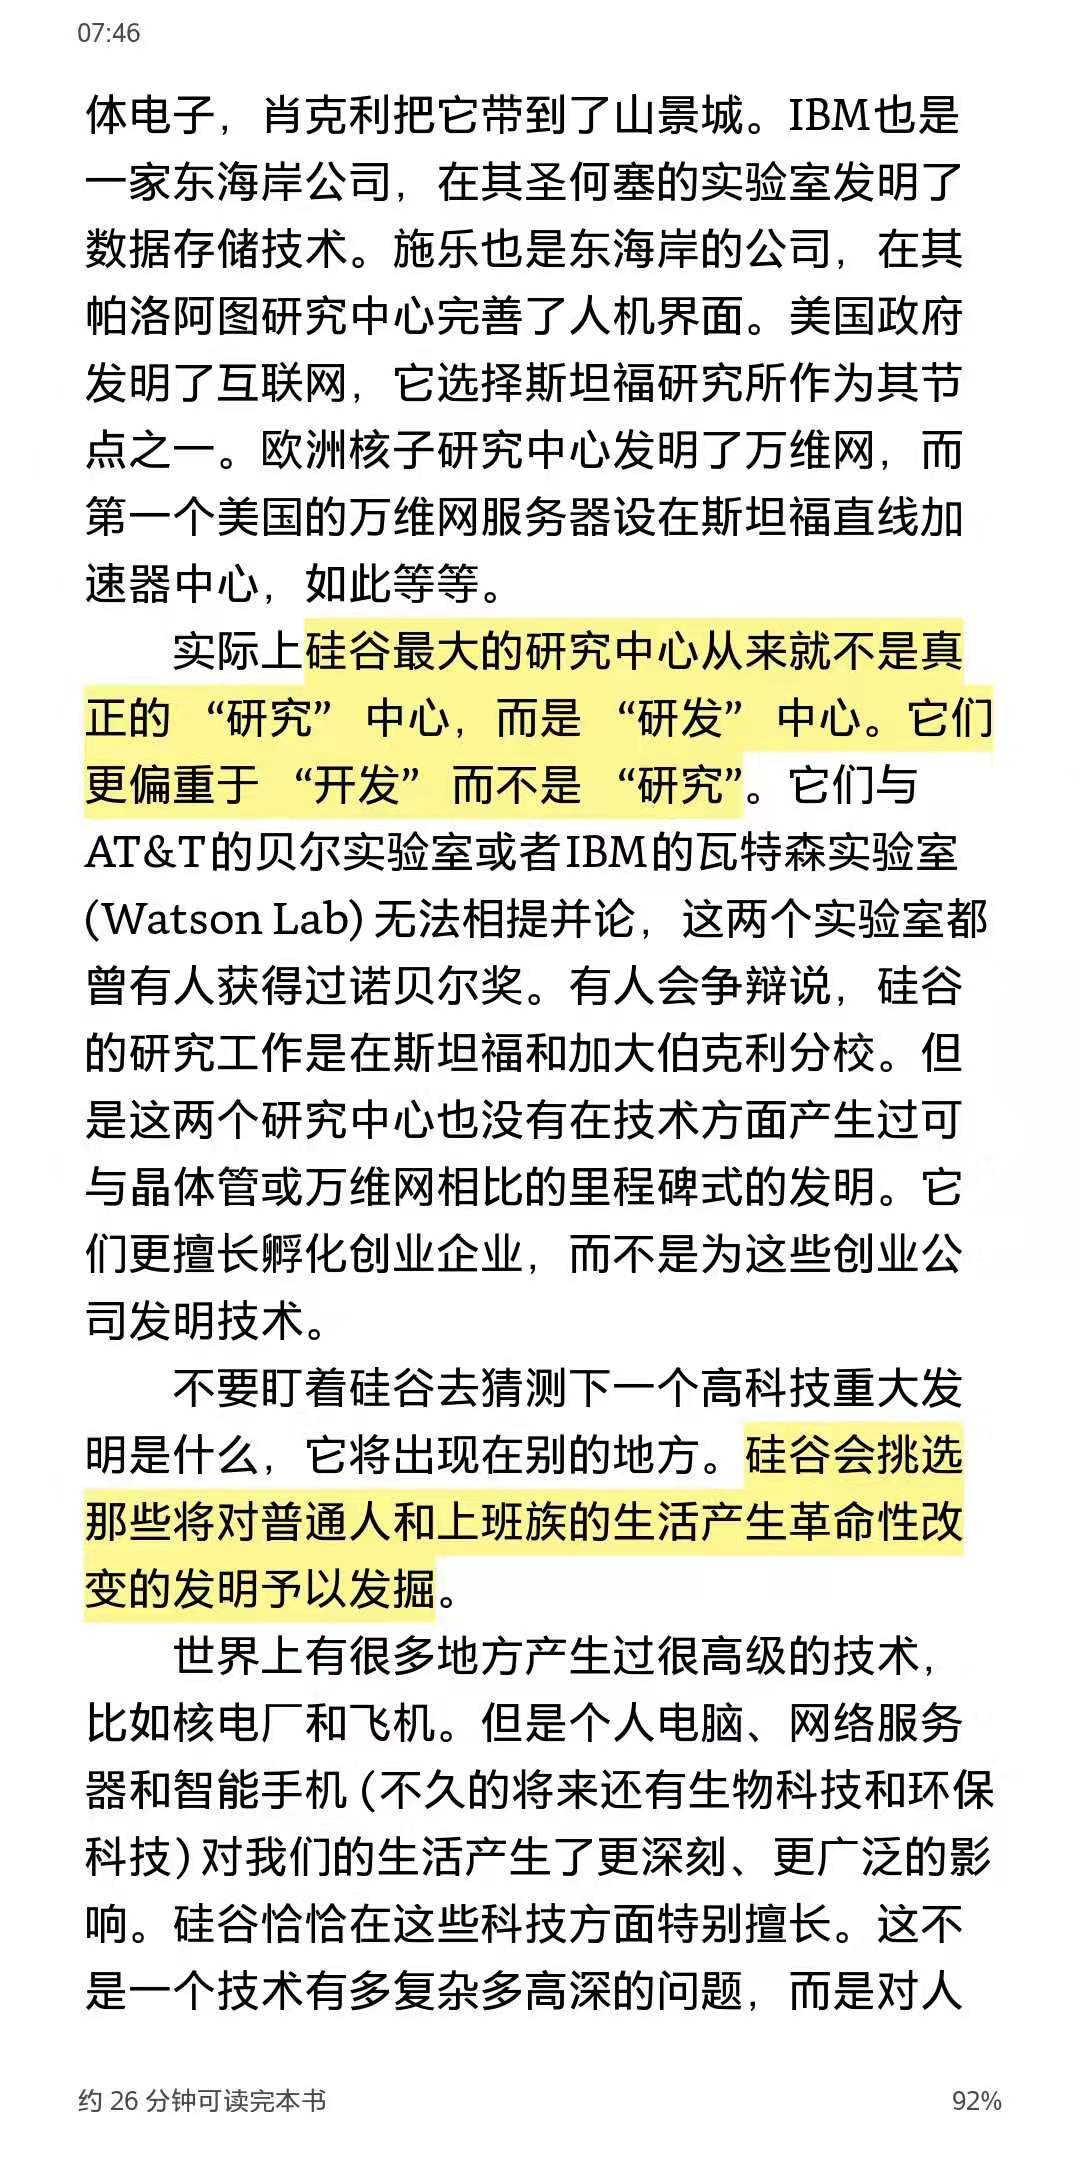 07:46
体电子，肖克利把它带到了山景城。IBM也是
一家东海岸公司，在其圣何塞的实验室发明了
数据存储技术。施乐也是东海岸的公司，在其
帕洛阿图研究中心完善了人机界面。美国政府
发明了互联网，它选择斯坦福研究所作为其节
点之一。欧洲核子研究中心发明了万维网，而
第一个美国的万维网服务器设在斯坦福直线加
速器中心，如此等等。
实际上硅谷最大的研究中心从来就不是真
正的“研究”中心，而是“研发”中心。它们
更偏重于“开发”而不是“研究”。它们与
AT&T的贝尔实验室或者IBM的瓦特森实验室
(Watson Lab)无法相提并论，这两个实验室都
曾有人获得过诺贝尔奖。有人会争辩说，硅谷
的研究工作是在斯坦福和加大伯克利分校。但
是这两个研究中心也没有在技术方面产生过可
与晶体管或万维网相比的里程碑式的发明。它
们更擅长孵化创业企业，而不是为这些创业公
司发明技术。
不要盯着硅谷去猜测下一个高科技重大发
明是什么，它将出现在别的地方。硅谷会挑选
那些将对普通人和上班族的生活产生革命性改
变的发明予以发掘。
世界上有很多地方产生过很高级的技术，
比如核电厂和飞机。但是个人电脑、网络服务
器和智能手机(不久的将来还有生物科技和环保
科技)对我们的生活产生了更深刻、更广泛的影
响。硅谷恰恰在这些科技方面特别擅长。这不
是一个技术有多复杂多高深的问题，而是对人
约 26 分钟可读完本书
92%